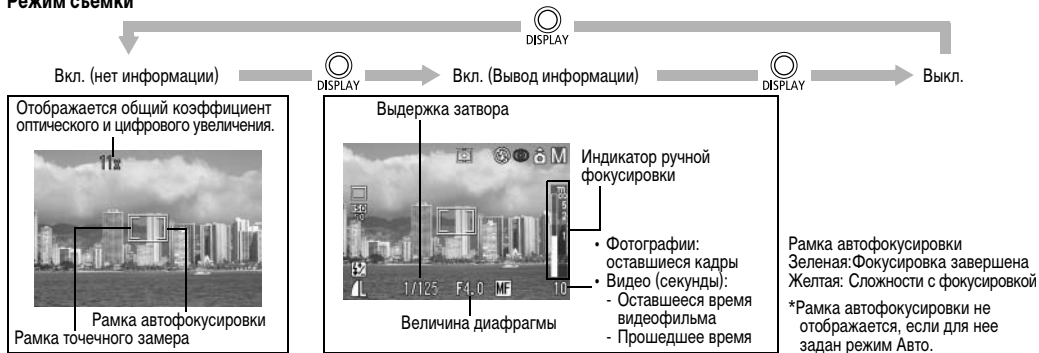 Режим съемки
DISPLAY
Вкл. (нет информации)
DISPLAY
Вкл. (Вывод информации)
DISPLAY
Выкл.
Отображается общий коэффициент
оптического и цифрового увеличения.
11x
Рамка автофокусировки
Рамка точечного замера
Выдержка затвора
M
L
1/125 F4.0 MF 10
Величина диафрагмы
Индикатор ручной
фокусировки
• Фотографии:
оставшиеся кадры
• Видео (секунды):
- Оставшееся время
видеофильма
- Прошедшее время
Рамка автофокусировки
Зеленая:Фокусировка завершена
Желтая: Сложности с фокусировкой
*Рамка автофокусировки не
отображается, если для нее
задан режим Авто.